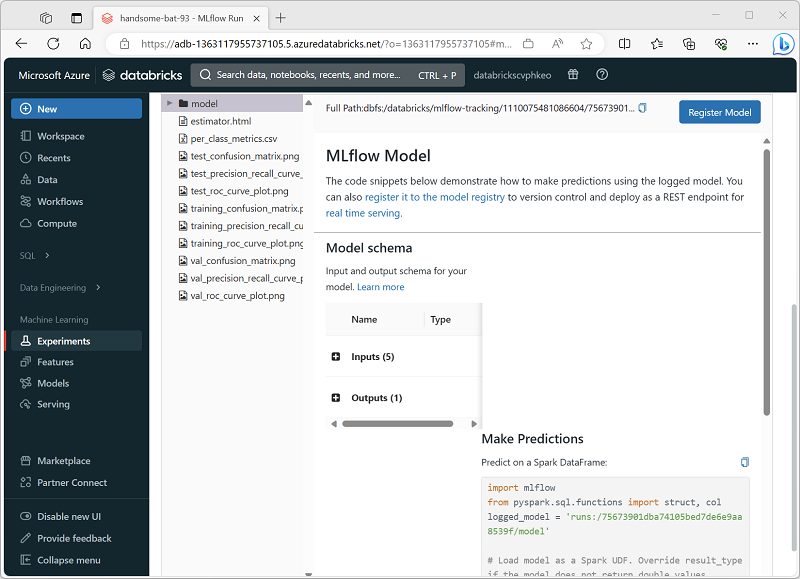 handsome-bat-93 - MLflow Run
https://adb-1363117955737105.5.azuredatabricks.net/?o=1363117955737105#m...
Microsoft Azure
databricks
Search data, notebooks, recents, and more...
CTRL + P
databrickscvphkeo
New
Workspace
Recents
Data
Workflows
Compute
SQL
Data Engineering
Machine Learning
Experiments
Features
Models
Serving
Marketplace
Partner Connect
Disable new UI
Provide feedback
Collapse menu
model
estimator.html
per_class_metrics.csv
test_confusion_matrix.png
test_precision_recall_curve_
test_roc_curve_plot.png
training_confusion_matrix.p
training_precision_recall_cu
training_roc_curve_plot.png
val_confusion_matrix.png
val_precision_recall_curve_p
val_roc_curve_plot.png
Full Path:dbfs:/databricks/mlflow-tracking/1110075481086604/75673901...
Register Model
MLflow Model
The code snippets below demonstrate how to make predictions using the logged model. You
can also register it to the model registry to version control and deploy as a REST endpoint for
real time serving.
Model schema
Input and output schema for your
model. Learn more
Name
Type
Inputs (5)
Outputs (1)
Make Predictions
Predict on a Spark DataFrame:
import mlflow
from pyspark.sql.functions import struct, col
logged_model = 'runs:/75673901dba74105bed7de6e9aa
8539f/model'
# Load model as a Spark UDF. Override result_type
if the model does not return double values.